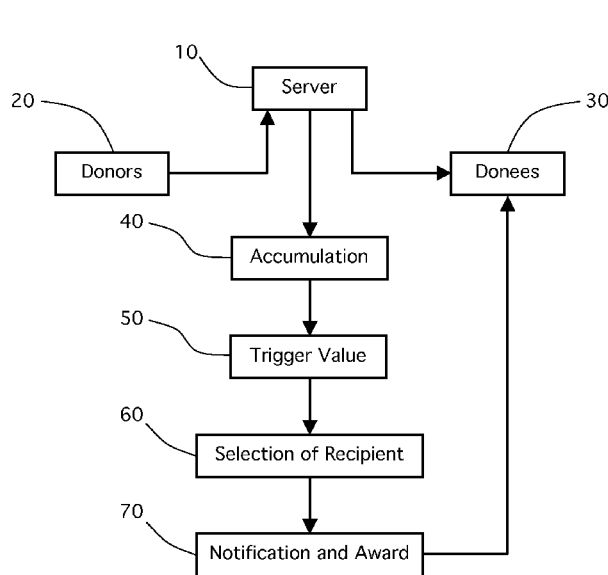 10
Server
20
30
Donors
Donees
40
Accumulation
50
Trigger Value
60
Selection of Recipient
70
Notification and Award